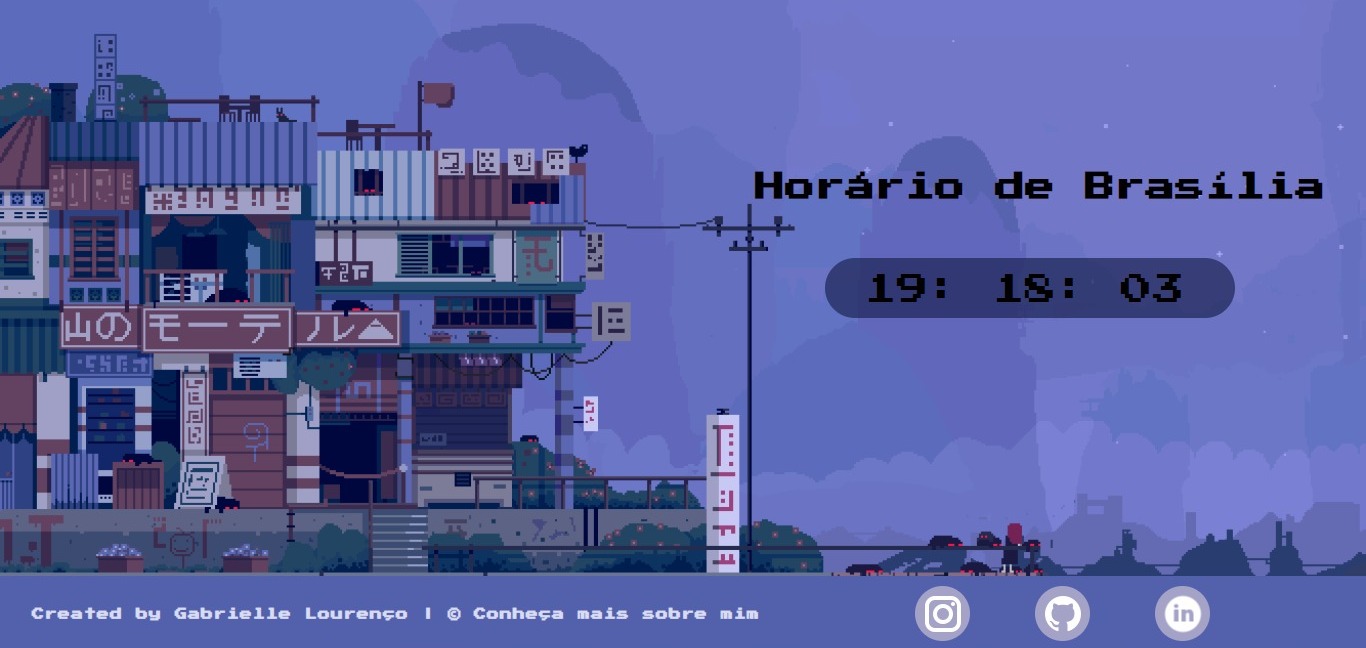 Horário de Brasília
19: 18: 03
山の モーテ ル
Created by Gabrielle Lourenço | © Conheça mais sobre mim
in